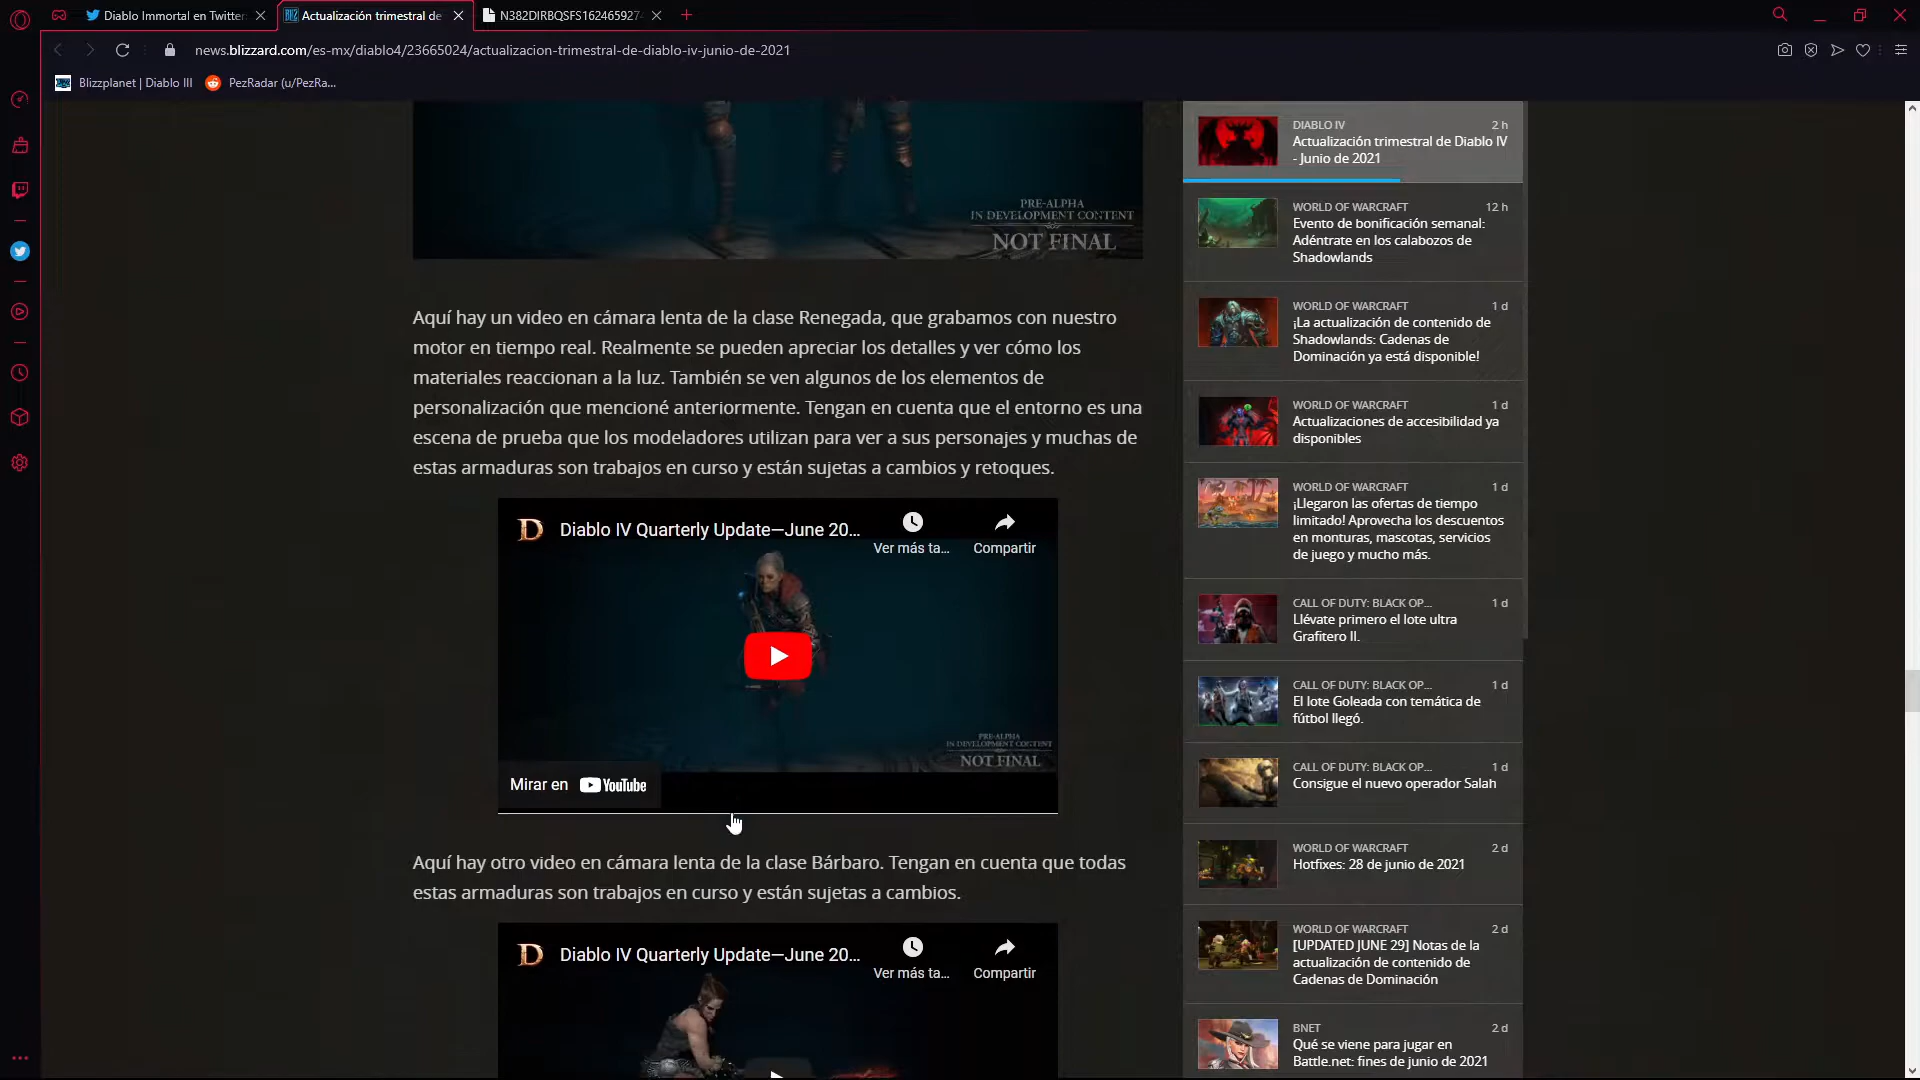 Diablo Immortal en Twitter:
Actualización trimestral de
N382DIRBQSFS162465927
news.blizzard.com/es-mx/diablo4/23665024/actualizacion-trimestral-de-diablo-iv-junio-de-2021
Blizzplanet | Diablo III
PezRadar (u/PezRa...
PRE-ALPHA
IN DEVELOPMENT CONTENT
NOT FINAL
Aquí hay un video en cámara lenta de la clase Renegada, que grabamos con nuestro
motor en tiempo real. Realmente se pueden apreciar los detalles y ver cómo los
materiales reaccionan a la luz. También se ven algunos de los elementos de
personalización que mencioné anteriormente. Tengan en cuenta que el entorno es una
escena de prueba que los modeladores utilizan para ver a sus personajes y muchas de
estas armaduras son trabajos en curso y están sujetas a cambios y retoques.
D
Diablo IV Quarterly Update—June 20...
Ver más ta...
Compartir
PRE-ALPHA
IN DEVELOPMENT CONTENT
NOT FINAL
Mirar en YouTube
Aquí hay otro video en cámara lenta de la clase Bárbaro. Tengan en cuenta que todas
estas armaduras son trabajos en curso y están sujetas a cambios.
D
Diablo IV Quarterly Update—June 20...
Ver más ta...
Compartir
DIABLO IV 2 h
Actualización trimestral de Diablo IV
- Junio de 2021
WORLD OF WARCRAFT 12 h
Evento de bonificación semanal:
Adéntrate en los calabozos de
Shadowlands
WORLD OF WARCRAFT 1 d
¡La actualización de contenido de
Shadowlands: Cadenas de
Dominación ya está disponible!
WORLD OF WARCRAFT 1 d
Actualizaciones de accesibilidad ya
disponibles
WORLD OF WARCRAFT 1 d
¡Llegaron las ofertas de tiempo
limitado! Aprovecha los descuentos
en monturas, mascotas, servicios
de juego y mucho más.
CALL OF DUTY: BLACK OP... 1 d
Llévate primero el lote ultra
Grafitero II.
CALL OF DUTY: BLACK OP... 1 d
El lote Goleada con temática de
fútbol llegó.
CALL OF DUTY: BLACK OP... 1 d
Consigue el nuevo operador Salah
WORLD OF WARCRAFT 2 d
Hotfixes: 28 de junio de 2021
WORLD OF WARCRAFT 2 d
[UPDATED JUNE 29] Notas de la
actualización de contenido de
Cadenas de Dominación
BNET 2 d
Qué se viene para jugar en
Battle.net: fines de junio de 2021